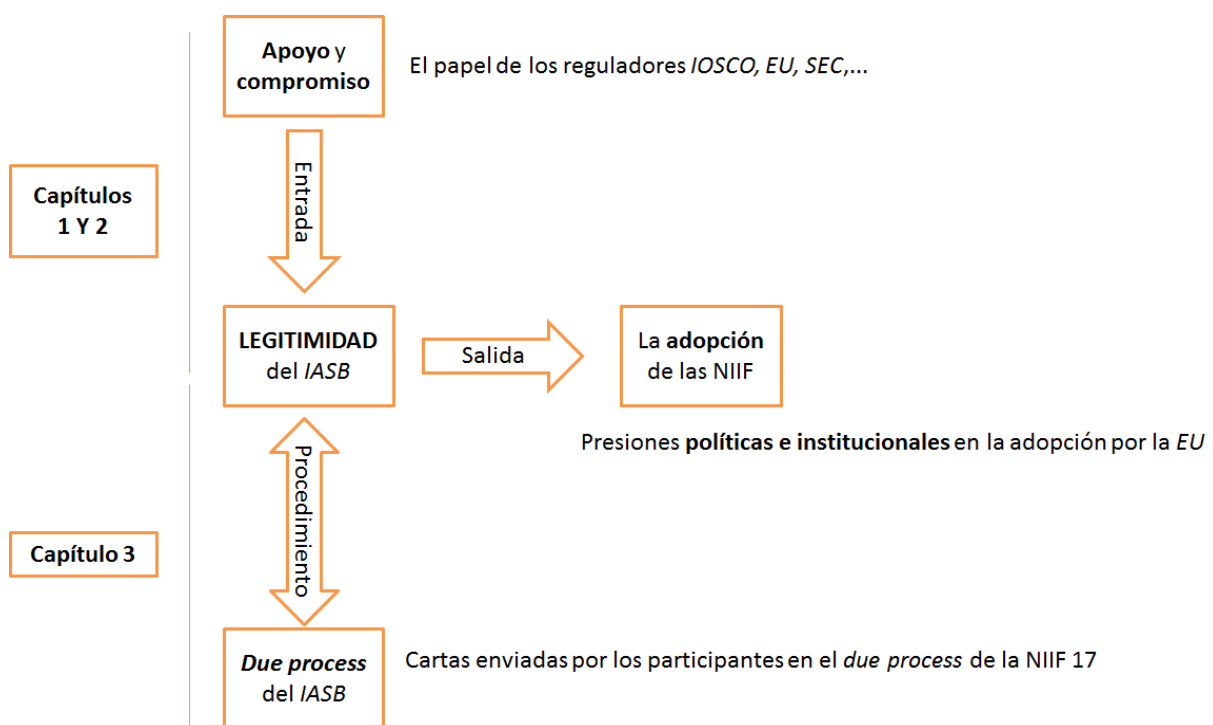 Apoyo y
compromiso
El papel de los reguladores IOSCO, EU, SEC,...
Entrada
Capítulos
1 Y 2
LEGITIMIDAD
del IASB
Salida
La adopción
de las NIIF
Presiones políticas e institucionales en la adopción por la EU
Procedimiento
Capítulo 3
Due process
del IASB
Cartas enviadas por los participantes en el due process de la NIIF 17